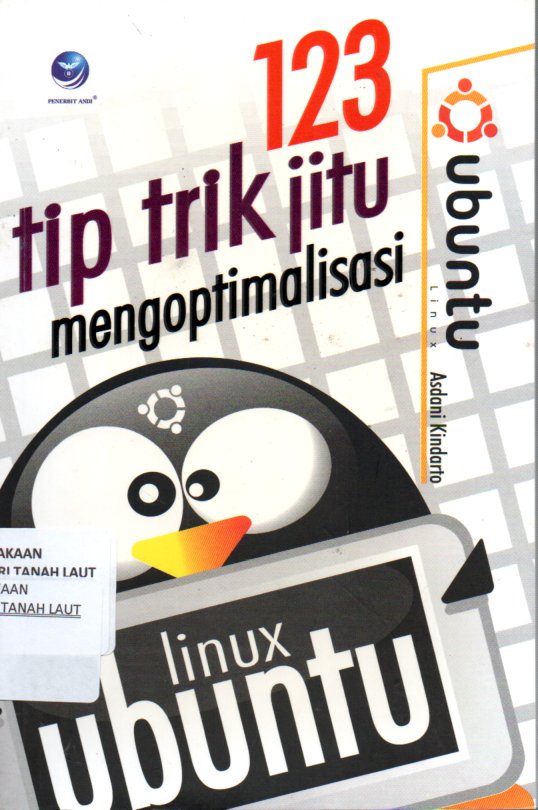 PENERBIT ANDI®
123
tip trik jitu
mengoptimalisasi
ubuntu
Linux
Asdani Kindarto
AKAAN
RI TANAH LAUT
AAN
TANAH LAUT
linux
ubuntu